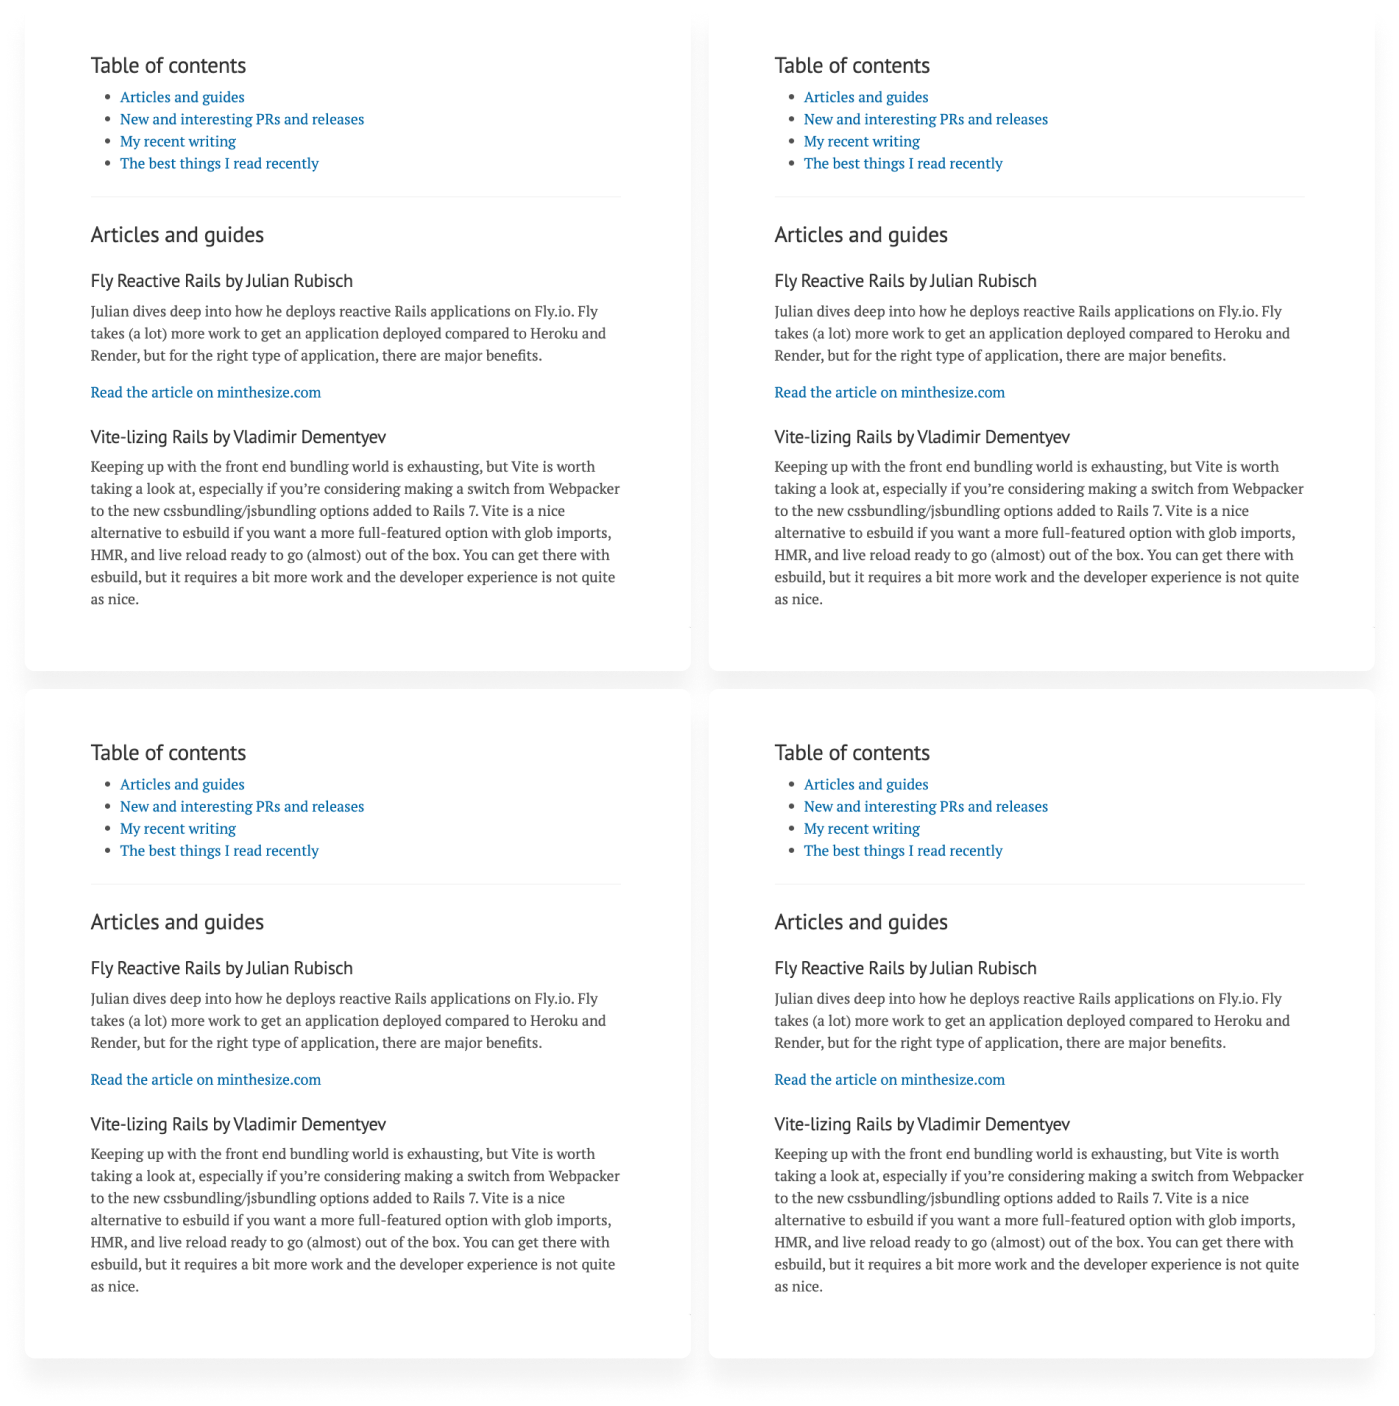 Table of contents
Articles and guides
New and interesting PRs and releases
My recent writing
The best things I read recently
Articles and guides
Fly Reactive Rails by Julian Rubisch
Julian dives deep into how he deploys reactive Rails applications on Fly.io. Fly
takes (a lot) more work to get an application deployed compared to Heroku and
Render, but for the right type of application, there are major benefits.
Read the article on minthesize.com
Vite-lizing Rails by Vladimir Dementyev
Keeping up with the front end bundling world is exhausting, but Vite is worth
taking a look at, especially if you’re considering making a switch from Webpacker
to the new cssbundling/jsbundling options added to Rails 7. Vite is a nice
alternative to esbuild if you want a more full-featured option with glob imports,
HMR, and live reload ready to go (almost) out of the box. You can get there with
esbuild, but it requires a bit more work and the developer experience is not quite
as nice.
Table of contents
Articles and guides
New and interesting PRs and releases
My recent writing
The best things I read recently
Articles and guides
Fly Reactive Rails by Julian Rubisch
Julian dives deep into how he deploys reactive Rails applications on Fly.io. Fly
takes (a lot) more work to get an application deployed compared to Heroku and
Render, but for the right type of application, there are major benefits.
Read the article on minthesize.com
Vite-lizing Rails by Vladimir Dementyev
Keeping up with the front end bundling world is exhausting, but Vite is worth
taking a look at, especially if you’re considering making a switch from Webpacker
to the new cssbundling/jsbundling options added to Rails 7. Vite is a nice
alternative to esbuild if you want a more full-featured option with glob imports,
HMR, and live reload ready to go (almost) out of the box. You can get there with
esbuild, but it requires a bit more work and the developer experience is not quite
as nice.
Table of contents
Articles and guides
New and interesting PRs and releases
My recent writing
The best things I read recently
Articles and guides
Fly Reactive Rails by Julian Rubisch
Julian dives deep into how he deploys reactive Rails applications on Fly.io. Fly
takes (a lot) more work to get an application deployed compared to Heroku and
Render, but for the right type of application, there are major benefits.
Read the article on minthesize.com
Vite-lizing Rails by Vladimir Dementyev
Keeping up with the front end bundling world is exhausting, but Vite is worth
taking a look at, especially if you’re considering making a switch from Webpacker
to the new cssbundling/jsbundling options added to Rails 7. Vite is a nice
alternative to esbuild if you want a more full-featured option with glob imports,
HMR, and live reload ready to go (almost) out of the box. You can get there with
esbuild, but it requires a bit more work and the developer experience is not quite
as nice.
Table of contents
Articles and guides
New and interesting PRs and releases
My recent writing
The best things I read recently
Articles and guides
Fly Reactive Rails by Julian Rubisch
Julian dives deep into how he deploys reactive Rails applications on Fly.io. Fly
takes (a lot) more work to get an application deployed compared to Heroku and
Render, but for the right type of application, there are major benefits.
Read the article on minthesize.com
Vite-lizing Rails by Vladimir Dementyev
Keeping up with the front end bundling world is exhausting, but Vite is worth
taking a look at, especially if you’re considering making a switch from Webpacker
to the new cssbundling/jsbundling options added to Rails 7. Vite is a nice
alternative to esbuild if you want a more full-featured option with glob imports,
HMR, and live reload ready to go (almost) out of the box. You can get there with
esbuild, but it requires a bit more work and the developer experience is not quite
as nice.